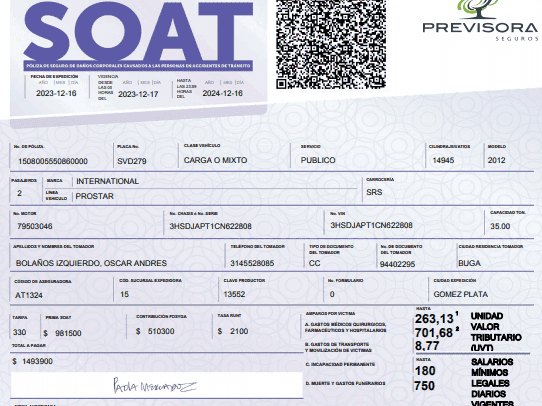 SOAT
PREVISORA
SEGUROS
PÓLIZA DE SEGURO DE DAÑOS CORPORALES CAUSADOS A LAS PERSONAS EN ACCIDENTES DE TRÁNSITO
FECHA DE EXPEDICIÓN
AÑO MES DÍA
2023-12-16
VIGENCIA
DESDE LAS 00 HORAS DEL
AÑO MES DÍA
2023-12-17
HASTA LAS 23:59 HORAS DEL
AÑO MES DÍA
2024-12-16
No. DE PÓLIZA. PLACA No. CLASE VEHÍCULO SERVICIO CILINDRAJE/VATIOS MODELO
1508005550860000 SVD279 CARGA O MIXTO PUBLICO 14945 2012
PASAJEROS MARCA CARROCERÍA
2 INTERNATIONAL SRS
LÍNEA VEHÍCULO PROSTAR
No. MOTOR No. CHASIS o No. SERIE No. VIN CAPACIDAD TON.
79503046 3HSDJAPT1CN622808 3HSDJAPT1CN622808 35.00
APELLIDOS Y NOMBRES DEL TOMADOR TELÉFONO DEL TOMADOR TIPO DE DOCUMENTO DEL TOMADOR No. DE DOCUMENTO DEL TOMADOR CIUDAD RESIDENCIA TOMADOR
BOLAÑOS IZQUIERDO, OSCAR ANDRES 3145528085 CC 94402295 BUGA
CÓDIGO DE ASEGURADORA CÓD. SUCURSAL EXPEDIDORA CLAVE PRODUCTOR No. FORMULARIO CIUDAD EXPEDICIÓN
AT1324 15 13552 0 GOMEZ PLATA
TARIFA PRIMA SOAT CONTRIBUCIÓN FOSYGA TASA RUNT
330 $ 981500 $ 510300 $ 2100
TOTAL A PAGAR
$ 1493900
AMPAROS POR VICTIMA
A. GASTOS MÉDICOS QUIRURGICOS, FARMACÉUTICOS Y HOSPITALARIOS
B. GASTOS DE TRANSPORTE Y MOVILIZACIÓN DE VICTIMAS
C. INCAPACIDAD PERMANENTE
D. MUERTE Y GASTOS FUNERARIOS
HASTA
263,13 ¹
701,68 ²
8,77
UNIDAD
VALOR
TRIBUTARIO
(UVT)
HASTA
180
750
SALARIOS
MÍNIMOS
LEGALES
DIARIOS
VIGENTES